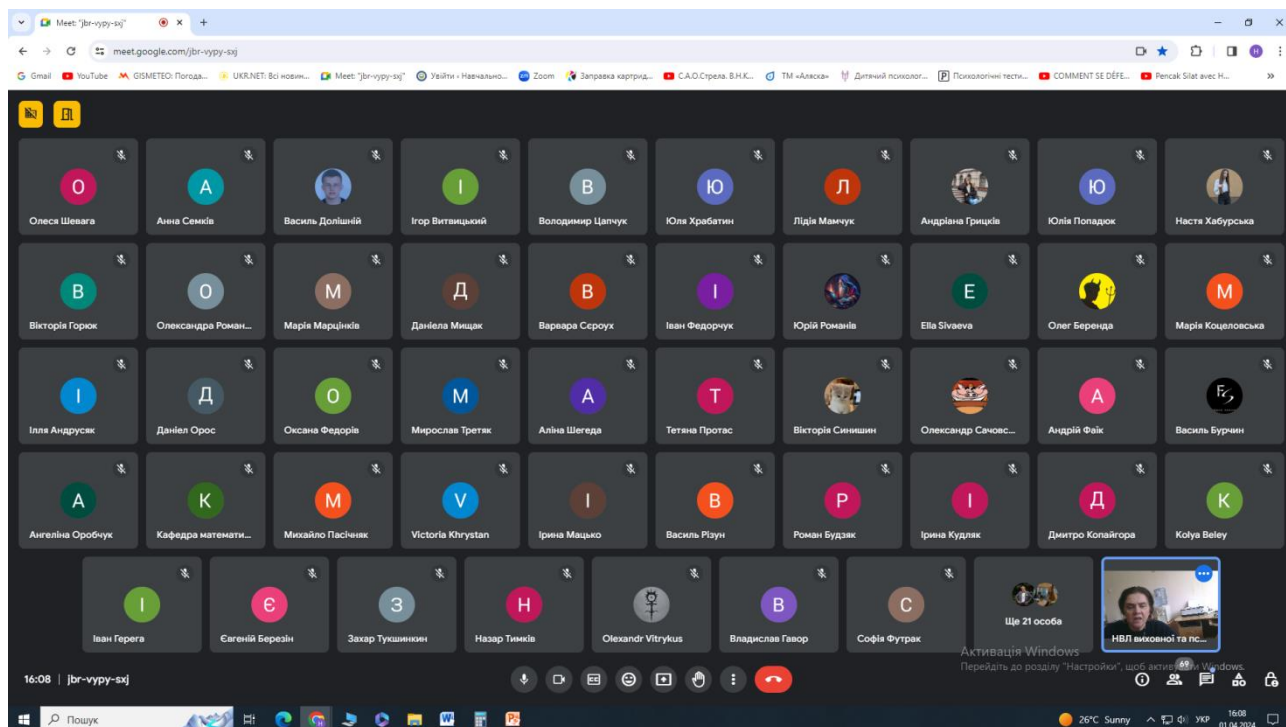 Meet: "jbr-vypy-sxj"
meet.google.com/jbr-vypy-sxj
Gmail YouTube GISMETEO: Погода... UKR.NET: Всі новин... Meet: "jbr-vypy-sxj" Увійти « Навчально... Zoom Заправка картрид... С.А.О.Стрела. В.Н.К... ТМ «Аляска» Дитячий психолог... Психологічні тести... COMMENT SE DÉFE... Pencak Silat avec H...
О А І В Ю Л Ю
Олеся Шевага Анна Семків Василь Долішній Ігор Витвицький Володимир Цапчук Юля Храбатин Лідія Мамчук Андріана Грицків Юлія Попадюк Настя Хабурська
В О М Д В І E М
Вікторія Горюк Олександра Роман... Марія Марцінків Даніела Мищак Варвара Сєроух Іван Федорчук Юрій Романів Ella Sivaeva Олег Беренда Марія Коцеловська
І Д О М А Т А
Ілля Андрусяк Даніел Орос Оксана Федорів Мирослав Третяк Аліна Шегеда Тетяна Протас Вікторія Синишин Олександр Сачовс... Андрій Фаїк Василь Бурчин
А К М V І В Р І Д K
Ангеліна Оробчук Кафедра математи... Михайло Пасічняк Victoria Khrystan Ірина Мацько Василь Різун Роман Будзяк Ірина Кудляк Дмитро Копайгора Kolya Beley
І Є З Н В С
Іван Герега Євгеній Березін Захар Тукшинкин Назар Тимків Olexandr Vitrykus Владислав Гавор Софія Футрак Ще 21 особа НВЛ виховної та пс...
Активація Windows
Перейдіть до розділу "Настройки", щоб активувати Windows.
16:08 | jbr-vypy-sxj 69
Пошук 26°C Sunny УКР 16:08
01.04.2024